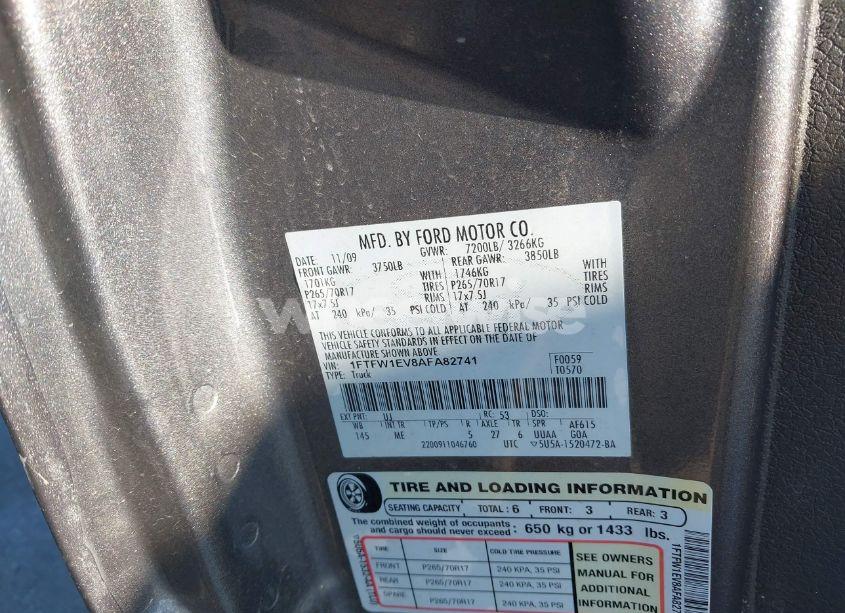 MFD. BY FORD MOTOR CO.
DATE: 11/09 GVWR: 7200LB/ 3266KG
FRONT GAWR: 3750LB REAR GAWR: 3850LB
1701KG WITH 1746KG WITH
P265/70R17 TIRES P265/70R17 TIRES
17x7.5J RIMS 17x7.5J RIMS
AT 240 kPa/ 35 PSI COLD AT 240 kPa/ 35 PSI COLD
THIS VEHICLE CONFORMS TO ALL APPLICABLE FEDERAL MOTOR
VEHICLE SAFETY STANDARDS IN EFFECT ON THE DATE OF
MANUFACTURE SHOWN ABOVE.
VIN: 1FTFW1EV8AFA82741 F0059
TYPE: Truck T0570
EXT PNT: UJ RC: 53 DSO:
WB INT TR TP/PS R AXLE TR SPR AF615
145 ME 5 27 6 UUAA GOA
2200911046760 UTC 5U5A-1520472-BA
TIRE AND LOADING INFORMATION
SEATING CAPACITY TOTAL: 6 FRONT: 3 REAR: 3
The combined weight of occupants and cargo should never exceed: 650 kg or 1433 lbs.
TIRE SIZE COLD TIRE PRESSURE
FRONT P265/70R17 240 KPA, 35 PSI
REAR P265/70R17 240 KPA, 35 PSI
SPARE P265/70R17 240 KPA, 35 PSI
SEE OWNERS
MANUAL FOR
ADDITIONAL
INFORMATION